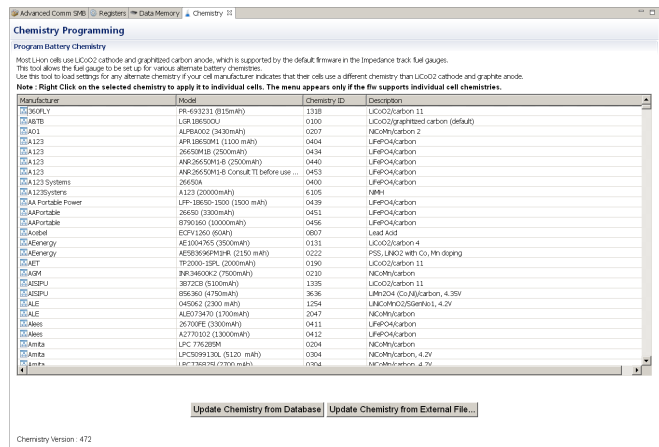 Advanced Comm SMB Registers Data Memory Chemistry
Chemistry Programming
Program Battery Chemistry
Most LiIon cells use LiCoO2 cathode and graphitized carbon anode, which is supported by the default firmware in the Impedance track fuel gauges.
This tool allows the fuel gauge to be set up for various alternate battery chemistries.
Use this tool to load settings for any alternate chemistry if your cell manufacturer indicates that their cells use a different chemistry than LiCoO2 cathode and graphite anode.
Note : Right Click on the selected chemistry to apply it to individual cells. The menu appears only if the f/w supports individual cell chemistries.
Manufacturer Model Chemistry ID Description
360FLY PR-693231 (815mAh) 1318 LiCoO2/carbon 11
A&TB LGR18650OU 0100 LiCoO2/graphitized carbon (default)
A01 ALPBA002 (3430mAh) 0207 NiCoMn/carbon 2
A123 APR18650M1 (1100 mAh) 0404 LiFePO4/carbon
A123 26650M1B (2500mAh) 0434 LiFePO4/carbon
A123 ANR26650M1-B (2500mAh) 0440 LiFePO4/carbon
A123 ANR26650M1-B Consult TI before use ... 0453 LiFePO4/carbon
A123 Systems 26650A 0400 LiFePO4/carbon
A123Systens A123 (20000mAh) 6105 NiMH
AA Portable Power LFP-18650-1500 (1500 mAh) 0439 LiFePO4/carbon
AAPortable 26650 (3300mAh) 0451 LiFePO4/carbon
AAPortable 8790160 (10000mAh) 0456 LiFePO4/carbon
Acebel ECFV1260 (60Ah) 0B07 Lead Acid
AEenergy AE1004765 (3500mAh) 0131 LiCoO2/carbon 4
AEenergy AE583696PM1HR (2150 mAh) 0222 PSS, LiNiO2 with Co, Mn doping
AET TP2000-1SPL (2000mAh) 0190 LiCoO2/carbon 11
AGM INR34600K2 (7500mAh) 0210 NiCoMn/carbon
AISIPU 3872C8 (5100mAh) 1335 LiCoO2/carbon 11
AISIPU 856360 (4750mAh) 3636 LiMn2O4 (Co,Ni)/carbon, 4.35V
ALE 045062 (2300 mAh) 1254 LiNiCoMnO2/SGenNo1, 4.2V
ALE ALE073470 (1700mAh) 2047 NiCoMn/carbon
Alees 26700FE (3300mAh) 0411 LiFePO4/carbon
Alees A2770102 (13000mAh) 0412 LiFePO4/carbon
Amita LPC 776285M 0204 NiCoMn/carbon
Amita LPCS099130L (5120 mAh) 0304 NiCoMn/carbon, 4.2V
Amita 0304 NiCoMn/carbon, 4.2V
Update Chemistry from Database Update Chemistry from External File...
Chemistry Version : 472